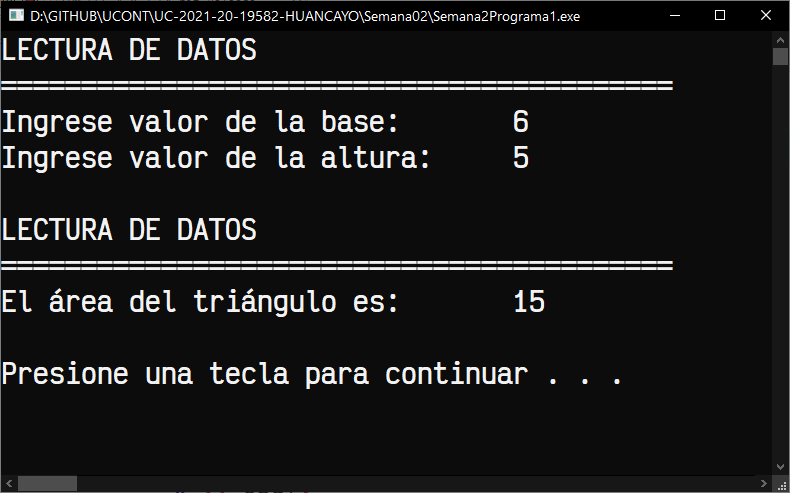 D:\GITHUB\UCONT\UC-2021-20-19582-HUANCAYO\Semana02\Semana2Programa1.exe
LECTURA DE DATOS
==========================================
Ingrese valor de la base: 6
Ingrese valor de la altura: 5
LECTURA DE DATOS
==========================================
El área del triángulo es: 15
Presione una tecla para continuar . . .